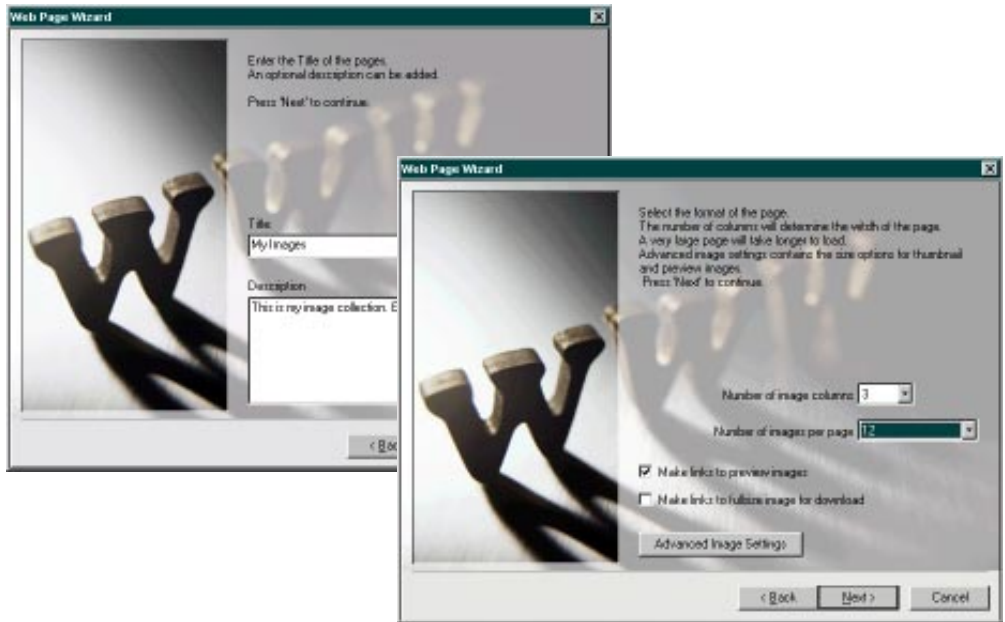 Web Page Wizard
Enter the Title of the pages.
An optional description can be added.
Press 'Next' to continue.
Title
My Images
Description
This is my image collection. E
< Bac
Web Page Wizard
Select the format of the page.
The number of columns will determine the witdh of the page.
A very large page will take longer to load.
Advanced image settings contains the size options for thumbnail
and preview images.
Press 'Next' to continue.
Number of image columns 3
Number of images per page 12
Make links to preview images
Make links to fullsize image for download
Advanced Image Settings
< Back Next > Cancel